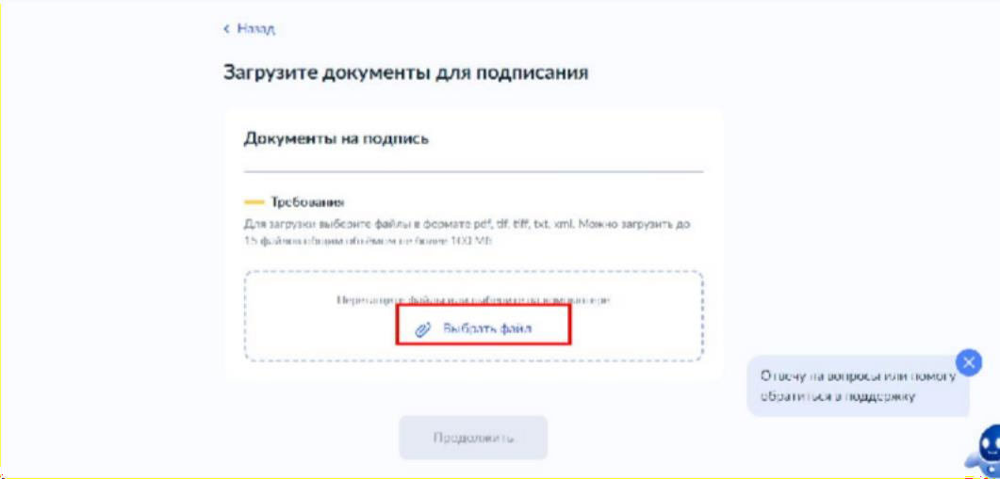 Назад
Загрузите документы для подписания
Документы на подпись
Требования
Для загрузки выберите файлы в формате pdf, tif, tiff, txt, xml. Можно загрузить до
15 файлов общим объёмом не более 100 Мб
Перетащите файлы или выберите на компьютере
Выбрать файл
Отвечу на вопросы или помогу
обратиться в поддержку
Продолжить